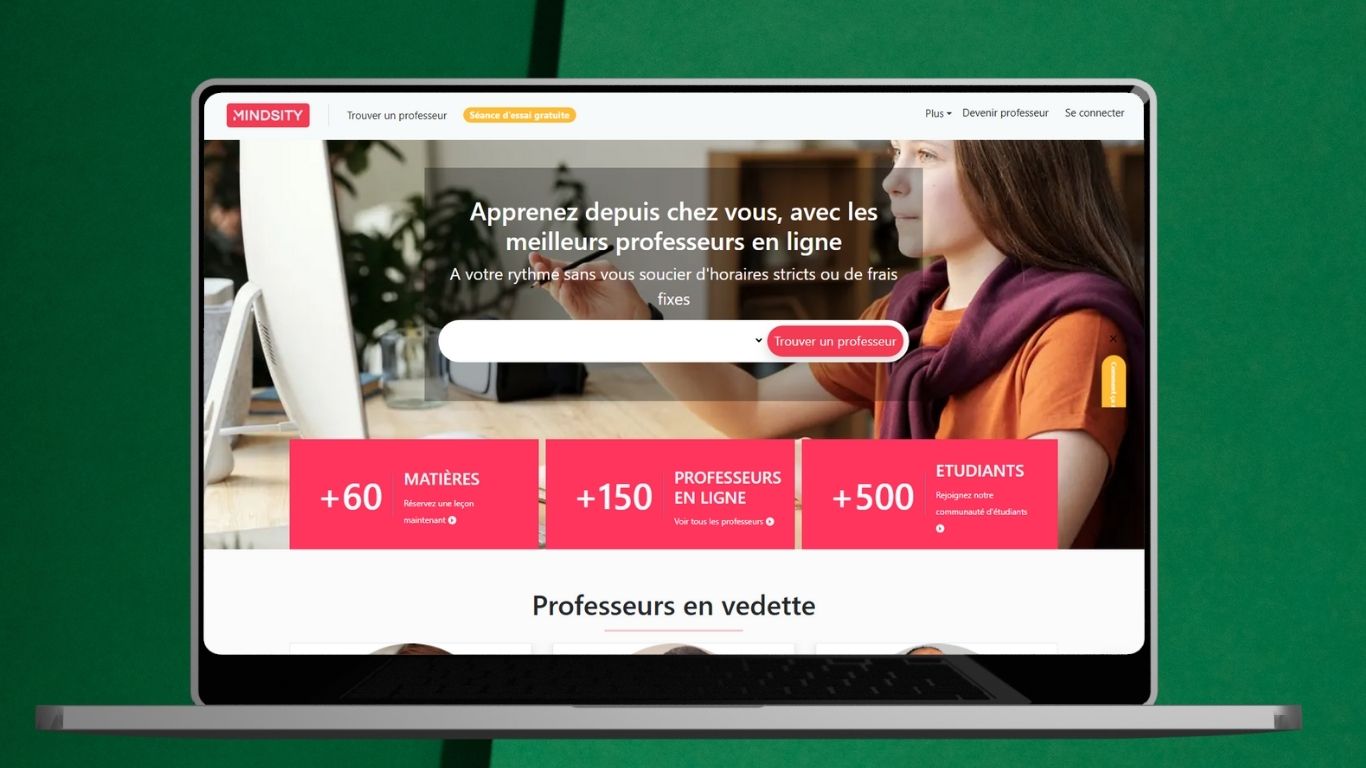 MINDSITY
Trouver un professeur
Séance d'essai gratuite
Plus
Devenir professeur
Se connecter
Apprenez depuis chez vous, avec les
meilleurs professeurs en ligne
A votre rythme sans vous soucier d'horaires stricts ou de frais
fixes
Trouver un professeur
Comment
+60
MATIÈRES
Réservez une leçon
maintenant
+150
PROFESSEURS
EN LIGNE
Voir tous les professeurs
+500
ETUDIANTS
Rejoignez notre
communauté d'étudiants
Professeurs en vedette